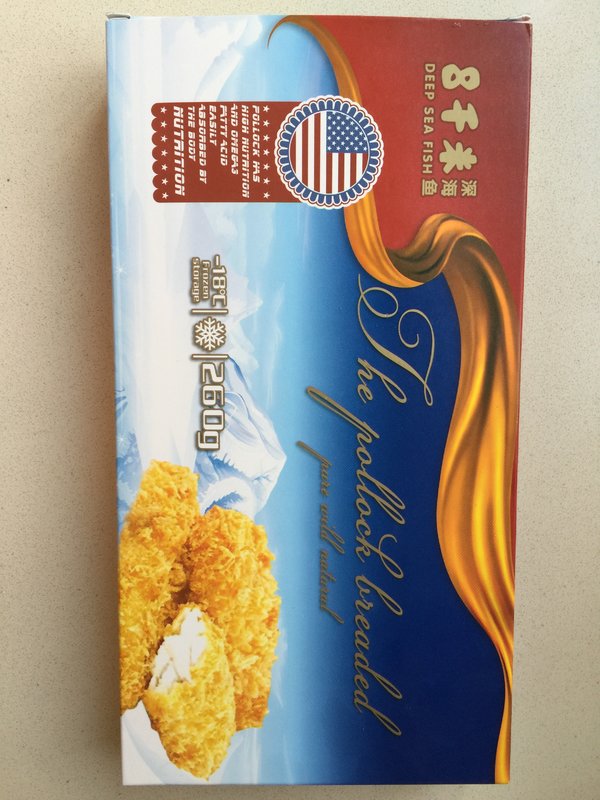 8千米
深海鱼
DEEP SEA FISH
The pollock breaded
pure wild natural
POLLOCK HAS
HIGH NUTRITION
AND OMEGA3
FATTY ACID
EASILY
ABSORBED BY
THE BODY
NUTRITION
-18°C
Frozen
storage
260g